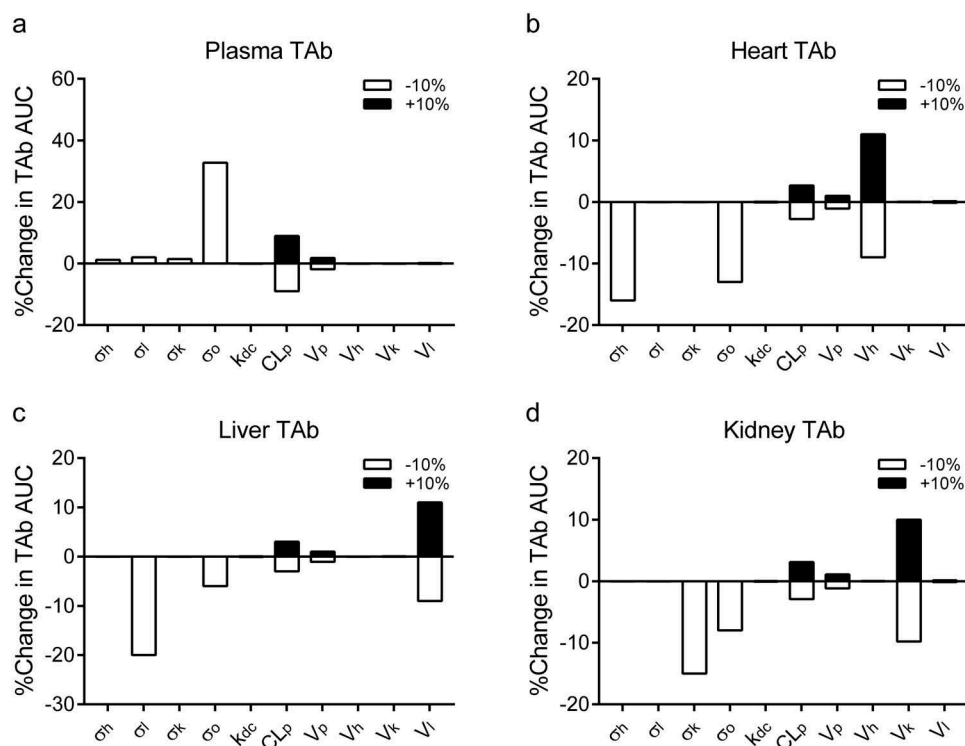 a
Plasma TAb
-10%
+10%
%Change in TAb AUC
60
40
20
0
-20
σh σl σk σo kdc CLp Vp Vh Vk Vl
b
Heart TAb
-10%
+10%
%Change in TAb AUC
20
10
0
-10
-20
σh σl σk σo kdc CLp Vp Vh Vk Vl
c
Liver TAb
-10%
+10%
%Change in TAb AUC
20
10
0
-10
-20
-30
σh σl σk σo kdc CLp Vp Vh Vk Vl
d
Kidney TAb
-10%
+10%
%Change in TAb AUC
20
10
0
-10
-20
σh σl σk σo kdc CLp Vp Vh Vk Vl